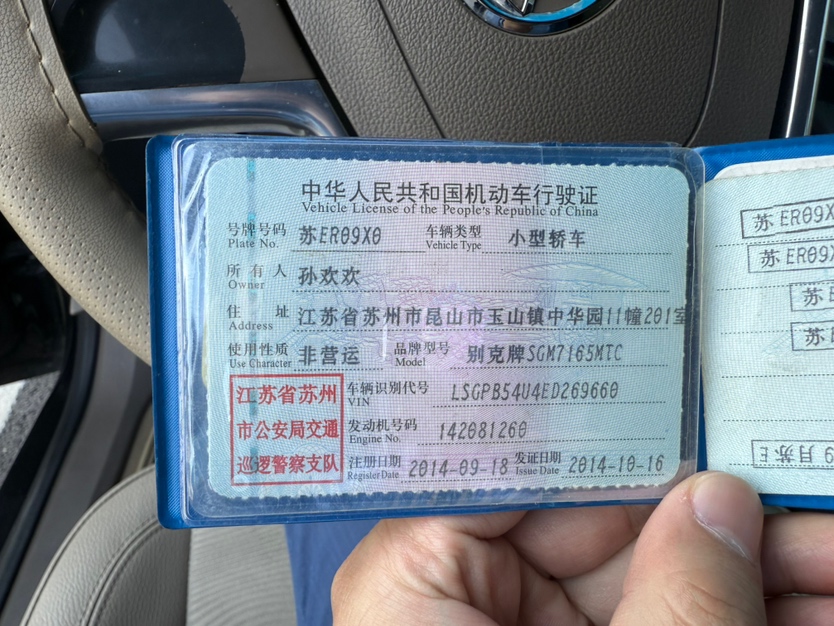 中华人民共和国机动车行驶证
Vehicle License of the People's Republic of China
号牌号码 苏ER09X0 车辆类型 小型轿车
Plate No. Vehicle Type
所有人 孙欢欢
Owner
住址 江苏省苏州市昆山市玉山镇中华园11幢201室
Address
使用性质 非营运 品牌型号 别克牌SGM7165MTC
Use Character Model
江苏省苏州
市公安局交通
巡逻警察支队
车辆识别代号 LSGPB54U4ED269660
VIN
发动机号码 142081260
Engine No.
注册日期 2014-09-18 发证日期 2014-10-16
Register Date Issue Date
苏ER09X
苏ER09X
苏
苏